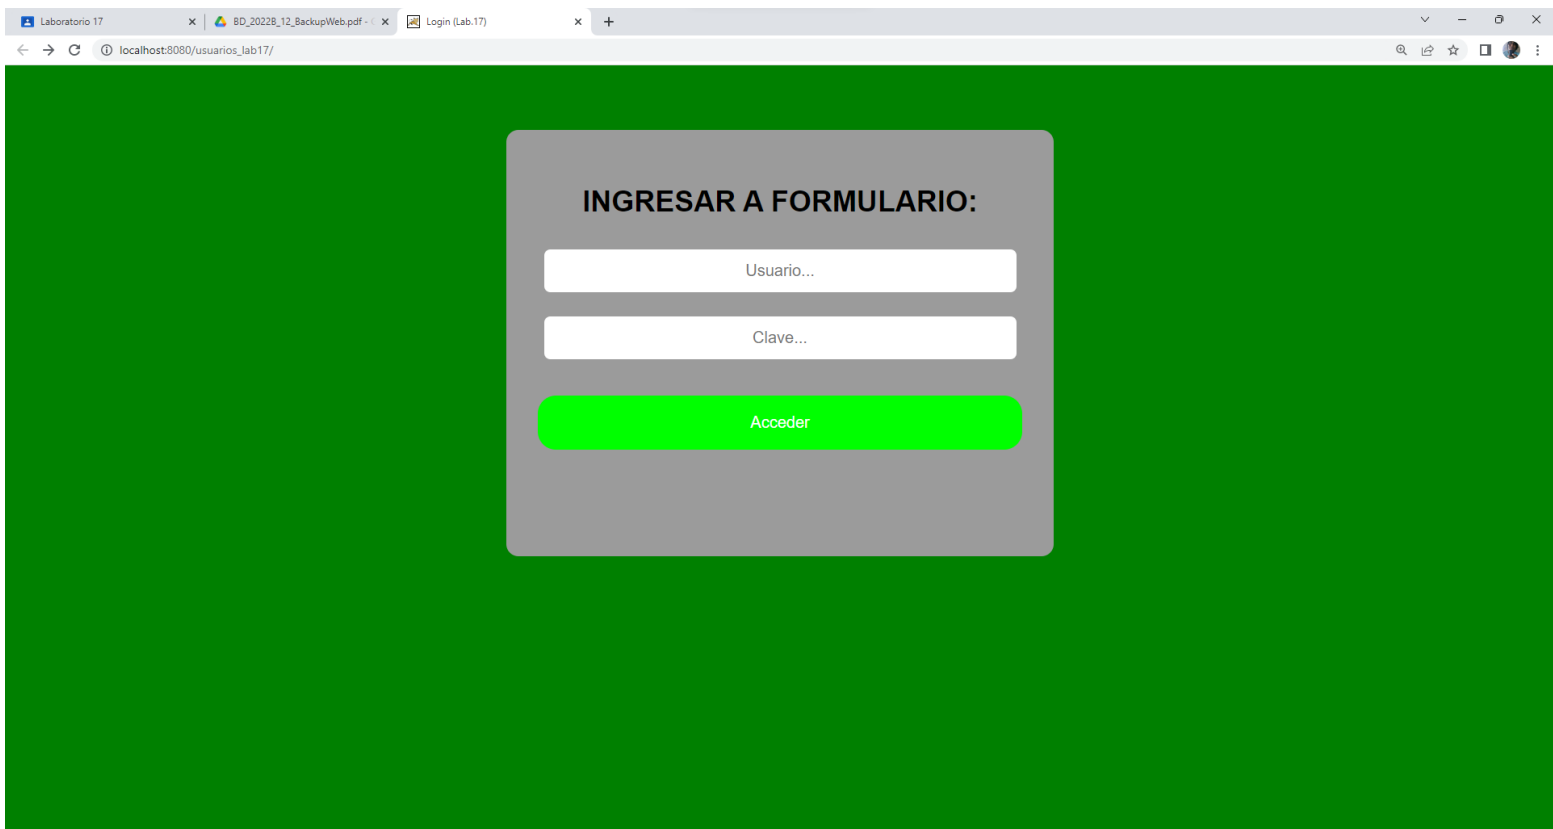 Laboratorio 17
BD_2022B_12_BackupWeb.pdf -
Login (Lab.17)
localhost:8080/usuarios_lab17/
INGRESAR A FORMULARIO:
Usuario...
Clave...
Acceder